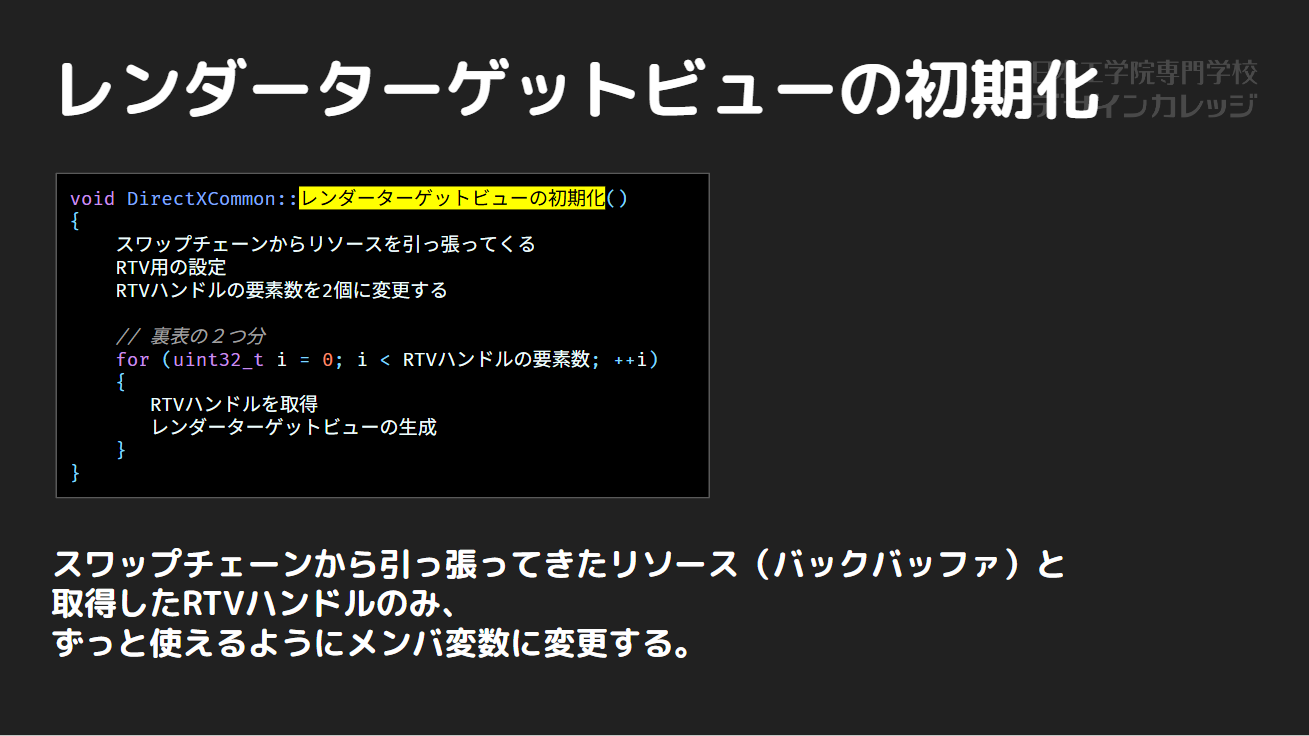 レンダーターゲットビューの初期化
日本工学院専門学校
デザインカレッジ
void DirectXCommon::レンダーターゲットビューの初期化()
{
スワップチェーンからリソースを引っ張ってくる
RTV用の設定
RTVハンドルの要素数を2個に変更する
// 裏表の２つ分
for (uint32_t i = 0; i < RTVハンドルの要素数; ++i)
{
RTVハンドルを取得
レンダーターゲットビューの生成
}
}
スワップチェーンから引っ張ってきたリソース（バックバッファ）と
取得したRTVハンドルのみ、
ずっと使えるようにメンバ変数に変更する。